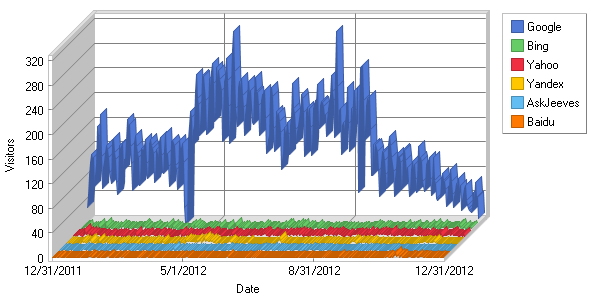 Google
Bing
Yahoo
Yandex
AskJeeves
Baidu
Visitors
320
280
240
200
160
120
80
40
0
12/31/2011
5/1/2012
8/31/2012
12/31/2012
Date